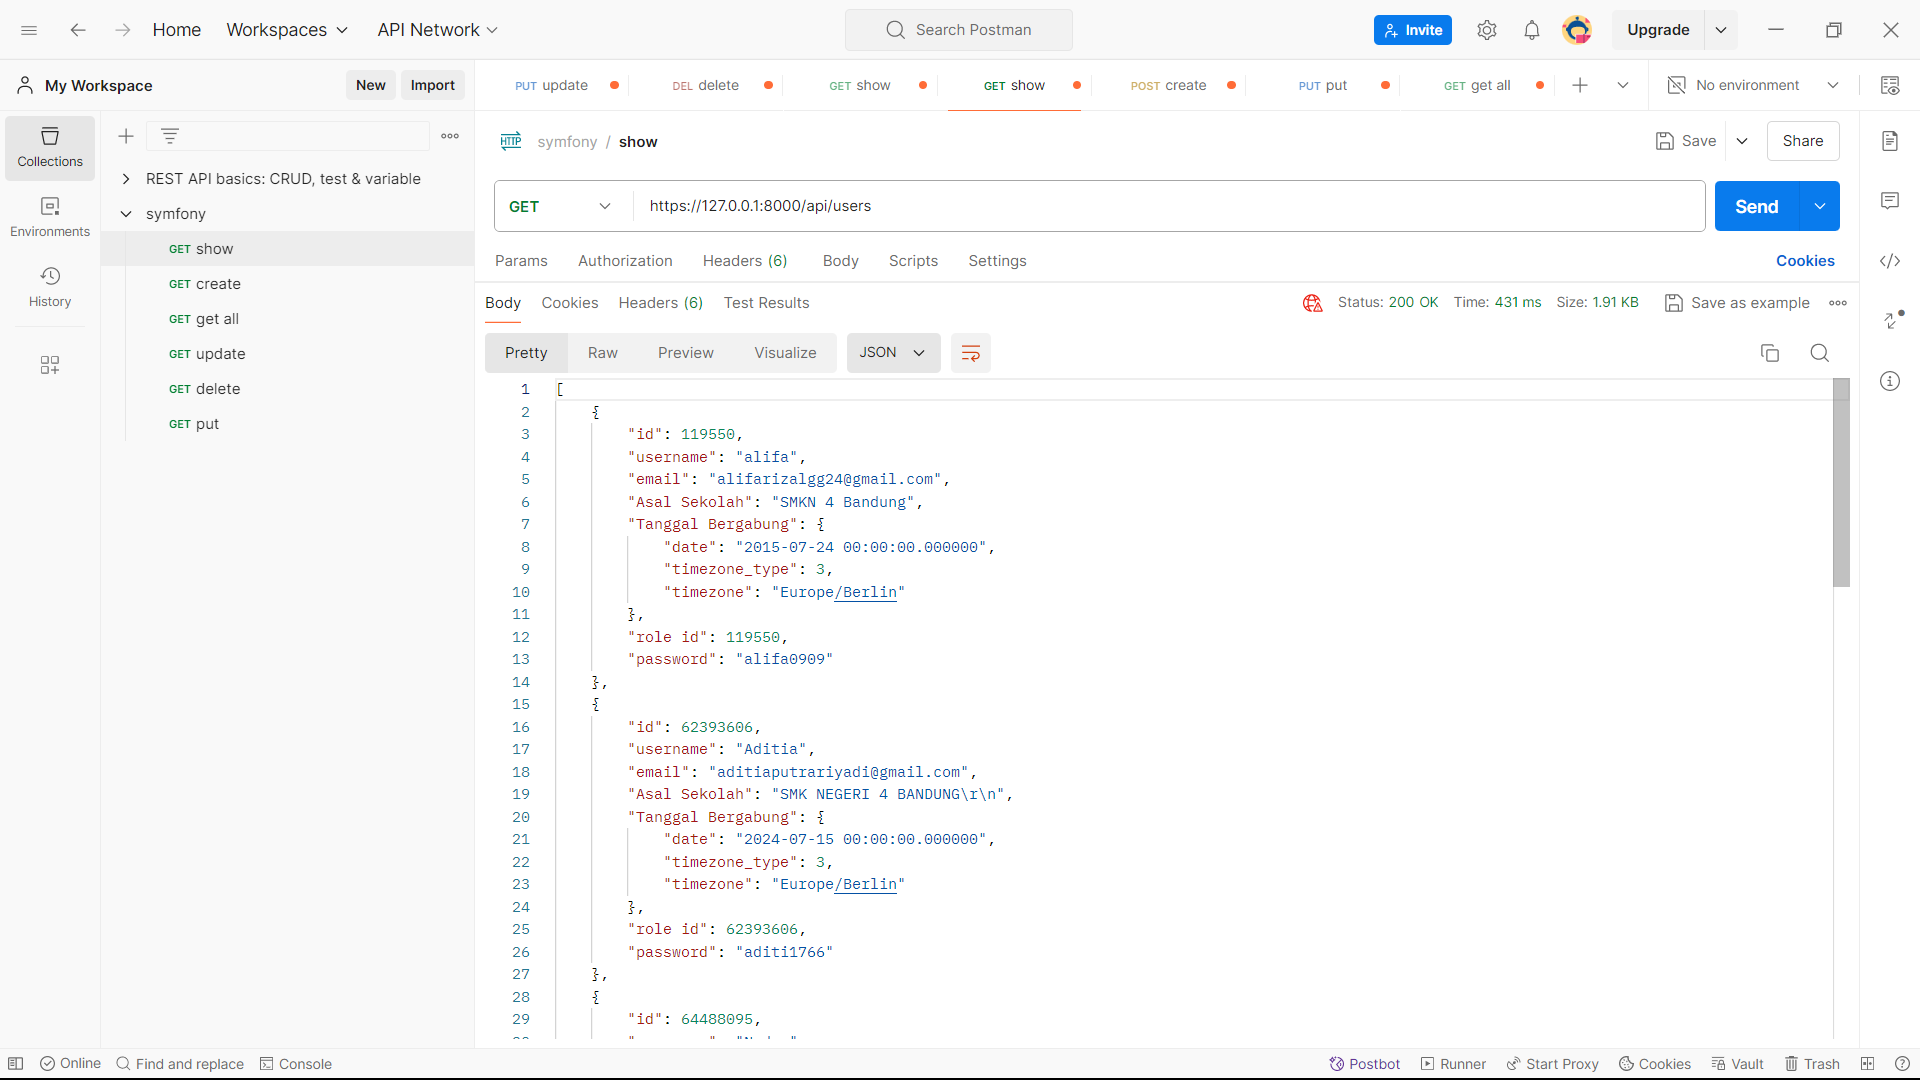 Home
Workspaces
API Network
Search Postman
Invite
Upgrade
My Workspace
New
Import
PUT update
DEL delete
GET show
GET show
POST create
PUT put
GET get all
No environment
Collections
Environments
History
REST API basics: CRUD, test & variable
symfony
GET show
GET create
GET get all
GET update
GET delete
GET put
HTTP
symfony / show
Save
Share
GET
https://127.0.0.1:8000/api/users
Send
Params
Authorization
Headers (6)
Body
Scripts
Settings
Cookies
Body
Cookies
Headers (6)
Test Results
Status: 200 OK
Time: 431 ms
Size: 1.91 KB
Save as example
Pretty
Raw
Preview
Visualize
JSON
1 [
2 {
3 "id": 119550,
4 "username": "alifa",
5 "email": "alifarizalgg24@gmail.com",
6 "Asal Sekolah": "SMKN 4 Bandung",
7 "Tanggal Bergabung": {
8 "date": "2015-07-24 00:00:00.000000",
9 "timezone_type": 3,
10 "timezone": "Europe/Berlin"
11 },
12 "role id": 119550,
13 "password": "alifa0909"
14 },
15 {
16 "id": 62393606,
17 "username": "Aditia",
18 "email": "aditiaputrariyadi@gmail.com",
19 "Asal Sekolah": "SMK NEGERI 4 BANDUNG\r\n",
20 "Tanggal Bergabung": {
21 "date": "2024-07-15 00:00:00.000000",
22 "timezone_type": 3,
23 "timezone": "Europe/Berlin"
24 },
25 "role id": 62393606,
26 "password": "aditi1766"
27 },
28 {
29 "id": 64488095,
Online
Find and replace
Console
Postbot
Runner
Start Proxy
Cookies
Vault
Trash